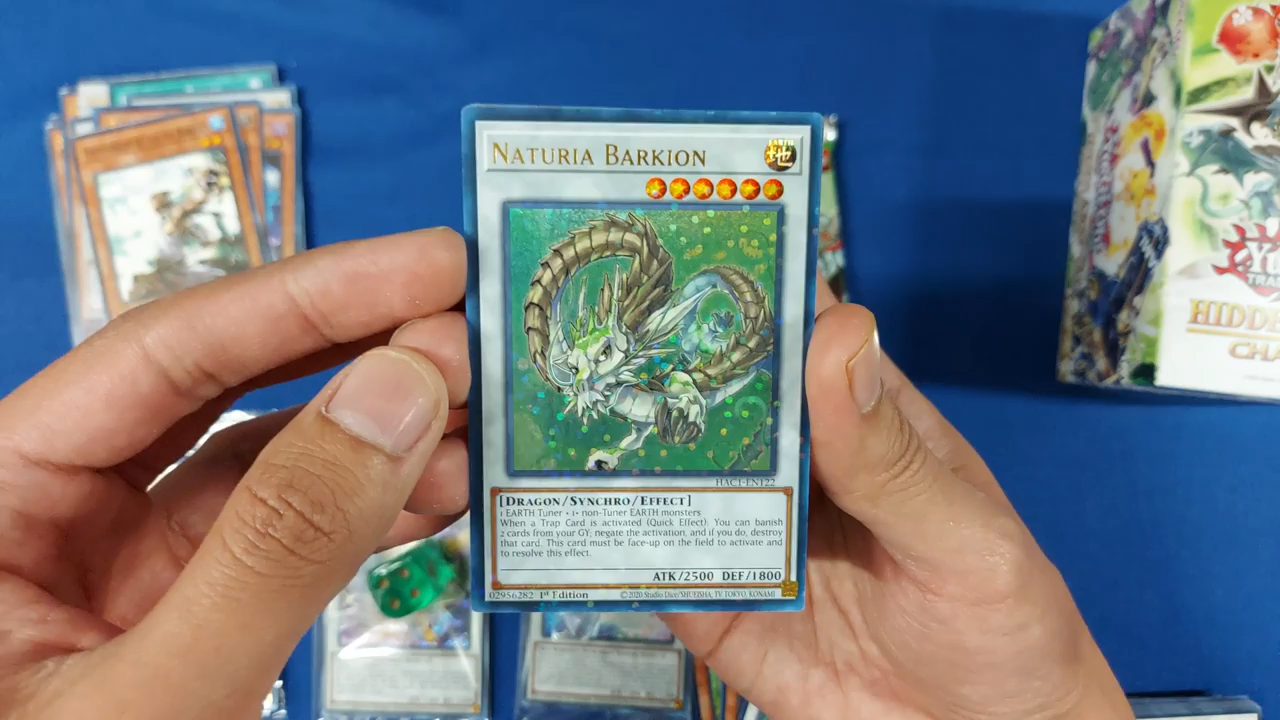 NATURIA BARKION
EARTH
地
HAC1-EN122
[DRAGON/SYNCHRO/EFFECT]
1 EARTH Tuner + 1+ non-Tuner EARTH monsters
When a Trap Card is activated (Quick Effect): You can banish
2 cards from your GY; negate the activation, and if you do, destroy
that card. This card must be face-up on the field to activate and
to resolve this effect.
ATK/2500 DEF/1800
02956282 1st Edition ©2020 Studio Dice/SHUEISHA, TV TOKYO, KONAMI
HIDDE
CHA